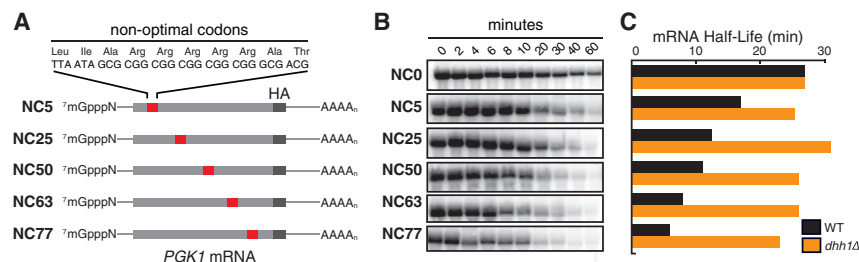 A
non-optimal codons
Leu Ile Ala Arg Arg Arg Arg Arg Ala Thr
TTA ATA GCG CGG CGG CGG CGG CGG GCG ACG
HA
NC5 7mGpppN AAAAn
NC25 7mGpppN AAAAn
NC50 7mGpppN AAAAn
NC63 7mGpppN AAAAn
NC77 7mGpppN AAAAn
PGK1 mRNA
B
minutes
0 2 4 6 8 10 20 30 40 60
NC0
NC5
NC25
NC50
NC63
NC77
C
mRNA Half-Life (min)
0 10 20 30
WT
dhh1Δ